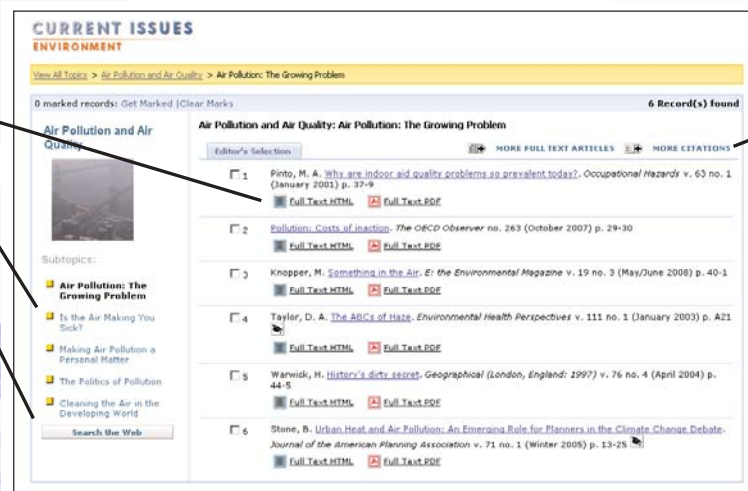 CURRENT ISSUES
ENVIRONMENT
View All Topics > Air Pollution and Air Quality > Air Pollution: The Growing Problem
0 marked records: Get Marked |Clear Marks
6 Record(s) found
Air Pollution and Air
Quality
Subtopics:
Air Pollution: The
Growing Problem
Is the Air Making You
Sick?
Making Air Pollution a
Personal Matter
The Politics of Pollution
Cleaning the Air in the
Developing World
Search the Web
Air Pollution and Air Quality: Air Pollution: The Growing Problem
Editor's Selection
MORE FULL TEXT ARTICLES
MORE CITATIONS
1 Pinto, M. A. Why are indoor aid quality problems so prevalent today?. Occupational Hazards v. 63 no. 1
(January 2001) p. 37-9
Full Text HTML Full Text PDF
2 Pollution: Costs of inaction. The OECD Observer no. 263 (October 2007) p. 29-30
Full Text HTML Full Text PDF
3 Knopper, M. Something in the Air. E: the Environmental Magazine v. 19 no. 3 (May/June 2008) p. 40-1
Full Text HTML Full Text PDF
4 Taylor, D. A. The ABCs of Haze. Environmental Health Perspectives v. 111 no. 1 (January 2003) p. A21
Full Text HTML Full Text PDF
5 Warwick, H. History's dirty secret. Geographical (London, England: 1997) v. 76 no. 4 (April 2004) p.
44-5
Full Text HTML Full Text PDF
6 Stone, B. Urban Heat and Air Pollution: An Emerging Role for Planners in the Climate Change Debate.
Journal of the American Planning Association v. 71 no. 1 (Winter 2005) p. 13-25
Full Text HTML Full Text PDF